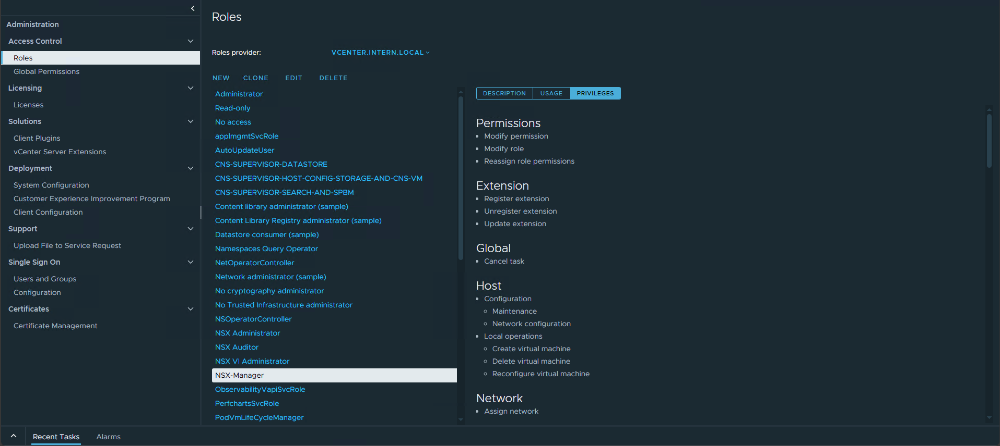 Administration
Access Control
Roles
Global Permissions
Licensing
Licenses
Solutions
Client Plugins
vCenter Server Extensions
Deployment
System Configuration
Customer Experience Improvement Program
Client Configuration
Support
Upload File to Service Request
Single Sign On
Users and Groups
Configuration
Certificates
Certificate Management
Roles
Roles provider: VCENTER.INTERN.LOCAL
NEW CLONE EDIT DELETE
Administrator
Read-only
No access
applmgmtSvcRole
AutoUpdateUser
CNS-SUPERVISOR-DATASTORE
CNS-SUPERVISOR-HOST-CONFIG-STORAGE-AND-CNS-VM
CNS-SUPERVISOR-SEARCH-AND-SPBM
Content library administrator (sample)
Content Library Registry administrator (sample)
Datastore consumer (sample)
Namespaces Query Operator
NetOperatorController
Network administrator (sample)
No cryptography administrator
No Trusted Infrastructure administrator
NSOperatorController
NSX Administrator
NSX Auditor
NSX VI Administrator
NSX-Manager
ObservabilityVapiSvcRole
PerfchartsSvcRole
PodVmLifeCycleManager
DESCRIPTION USAGE PRIVILEGES
Permissions
Modify permission
Modify role
Reassign role permissions
Extension
Register extension
Unregister extension
Update extension
Global
Cancel task
Host
Configuration
Maintenance
Network configuration
Local operations
Create virtual machine
Delete virtual machine
Reconfigure virtual machine
Network
Assign network
Recent Tasks Alarms